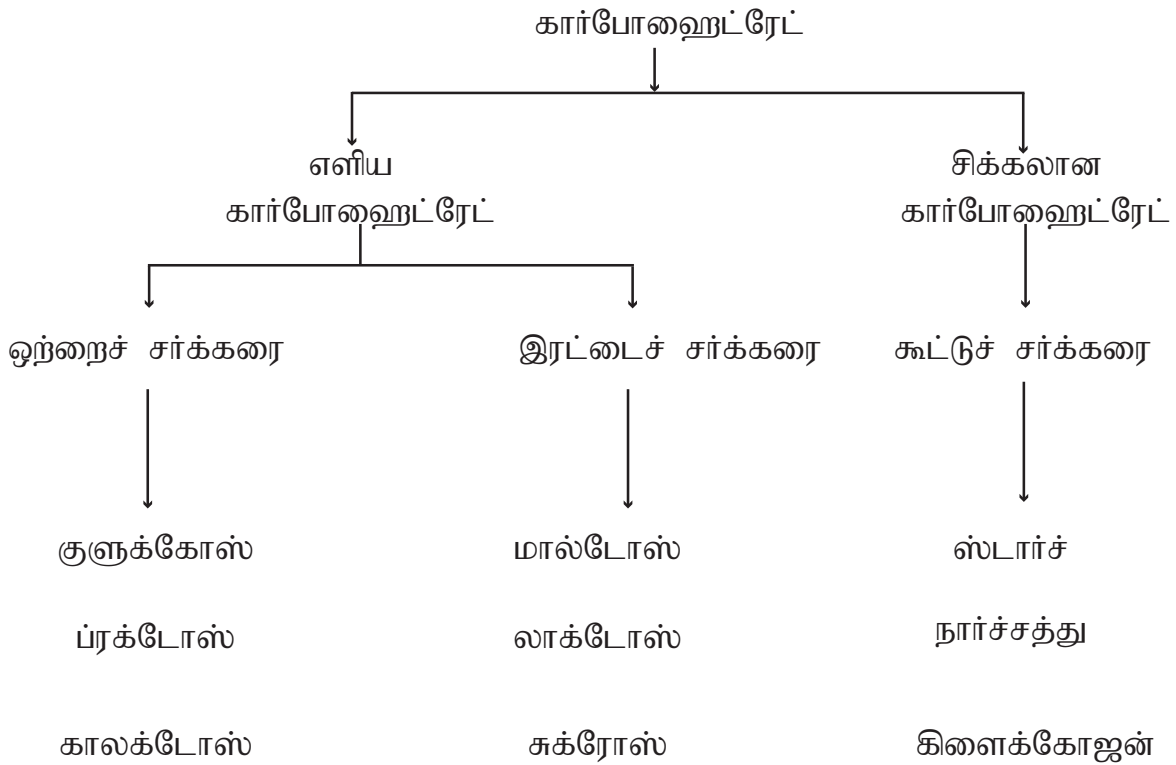 கார்போஹைட்ரேட்
எளிய
கார்போஹைட்ரேட்
சிக்கலான
கார்போஹைட்ரேட்
ஒற்றைச் சர்க்கரை
இரட்டைச் சர்க்கரை
கூட்டுச் சர்க்கரை
குளுக்கோஸ்
மால்டோஸ்
ஸ்டார்ச்
ப்ரக்டோஸ்
லாக்டோஸ்
நார்ச்சத்து
காலக்டோஸ்
சுக்ரோஸ்
கிளைக்கோஜன்